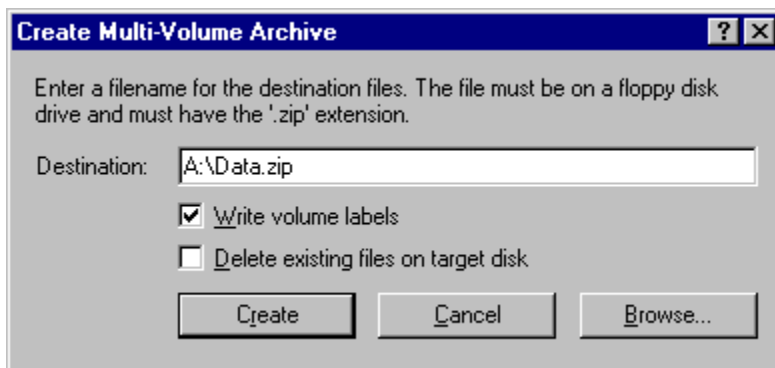 Create Multi-Volume Archive
Enter a filename for the destination files. The file must be on a floppy disk
drive and must have the '.zip' extension.
Destination: A:\Data.zip
Write volume labels
Delete existing files on target disk
Create Cancel Browse...